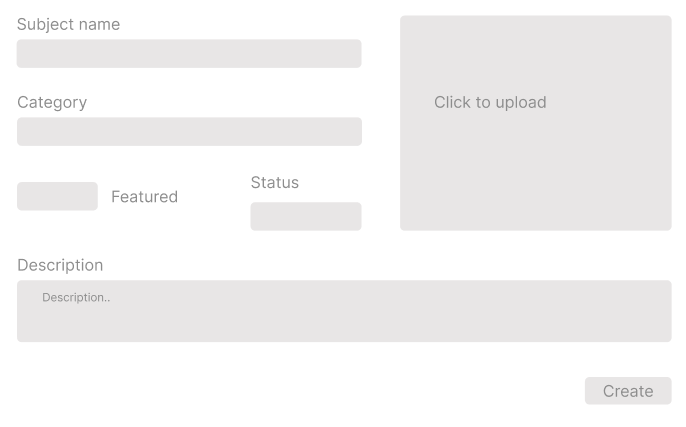 Subject name
Category
Click to upload
Featured
Status
Description
Description..
Create